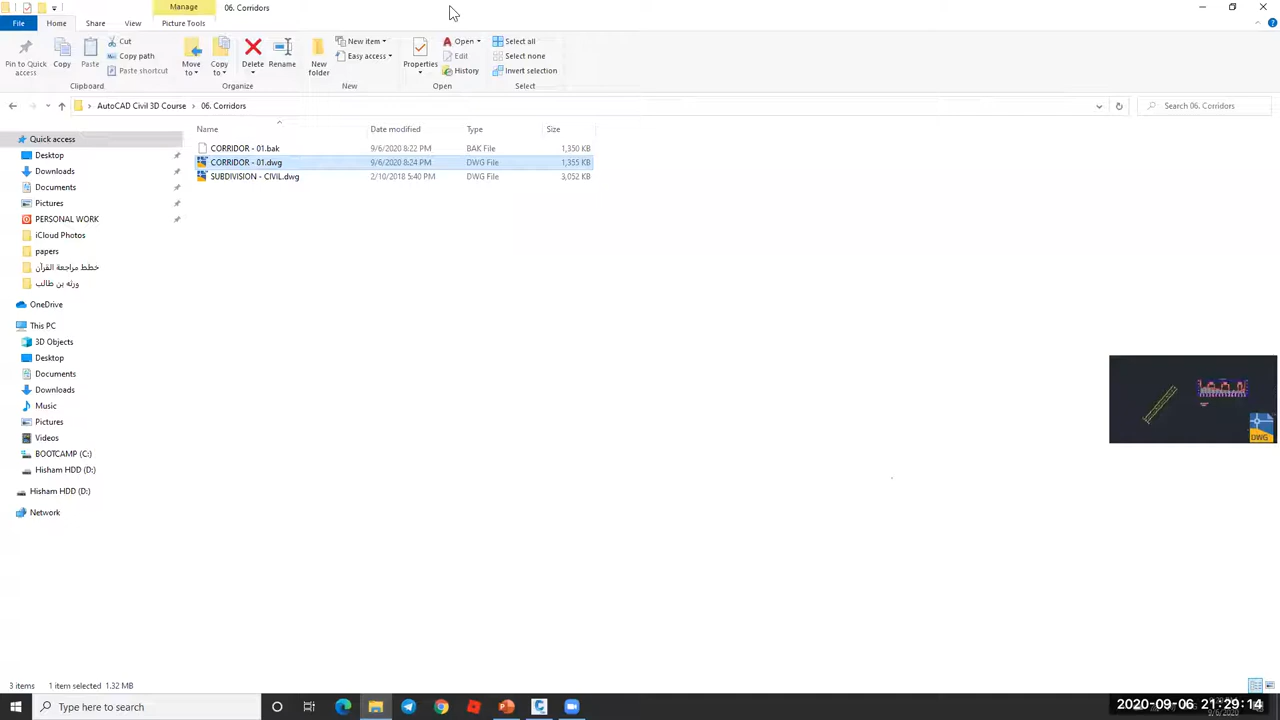 Manage
06. Corridors
File
Home
Share
View
Picture Tools
Pin to Quick access
Copy
Paste
Cut
Copy path
Paste shortcut
Clipboard
Move to
Copy to
Delete
Rename
Organize
New folder
New item
Easy access
New
Properties
Open
Edit
History
Open
Select all
Select none
Invert selection
Select
AutoCAD Civil 3D Course
06. Corridors
Search 06. Corridors
Name
Date modified
Type
Size
CORRIDOR - 01.bak 9/6/2020 8:22 PM BAK File 1,350 KB
CORRIDOR - 01.dwg 9/6/2020 8:24 PM DWG File 1,355 KB
SUBDIVISION - CIVIL.dwg 2/10/2018 5:40 PM DWG File 3,052 KB
Quick access
Desktop
Downloads
Documents
Pictures
PERSONAL WORK
iCloud Photos
papers
خطط مراجعة القرآن
ورثه بن طالب
OneDrive
This PC
3D Objects
Desktop
Documents
Downloads
Music
Pictures
Videos
BOOTCAMP (C:)
Hisham HDD (D:)
Hisham HDD (D:)
Network
DWG
3 items
1 item selected 1.32 MB
Type here to search
2020-09-06 21:29:14